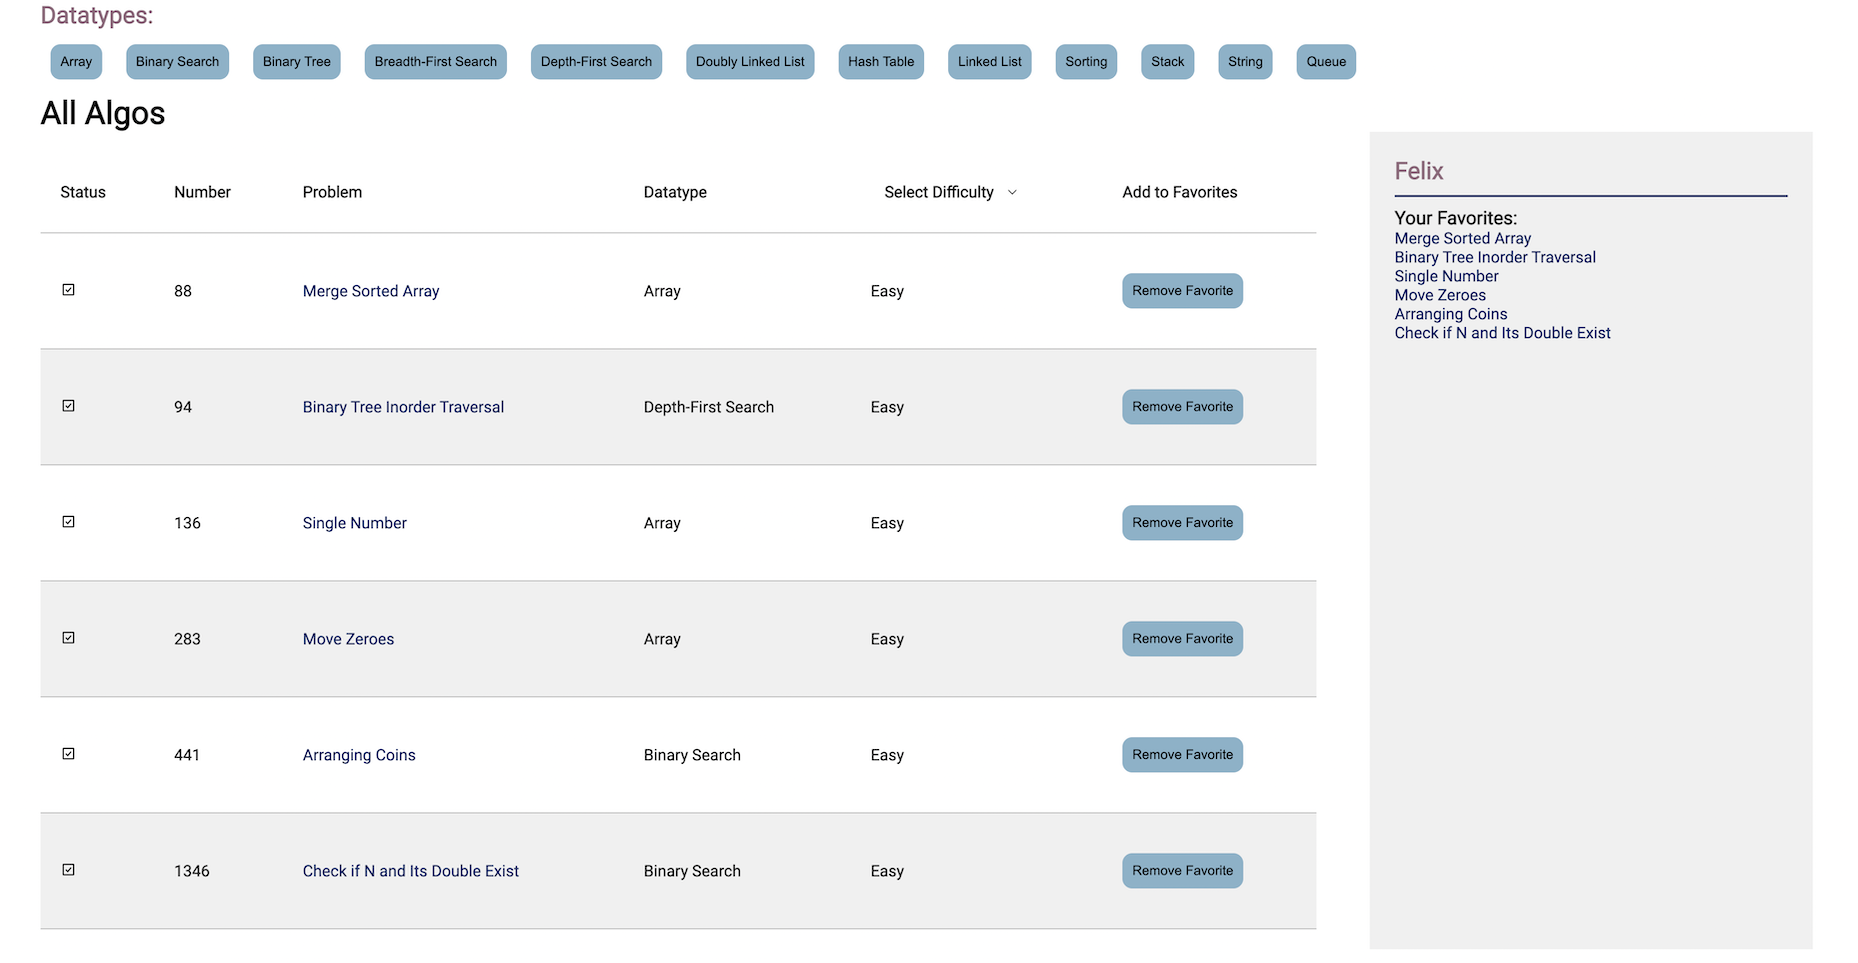 Datatypes:
Array Binary Search Binary Tree Breadth-First Search Depth-First Search Doubly Linked List Hash Table Linked List Sorting Stack String Queue
All Algos
Status Number Problem Datatype Select Difficulty Add to Favorites
88 Merge Sorted Array Array Easy Remove Favorite
94 Binary Tree Inorder Traversal Depth-First Search Easy Remove Favorite
136 Single Number Array Easy Remove Favorite
283 Move Zeroes Array Easy Remove Favorite
441 Arranging Coins Binary Search Easy Remove Favorite
1346 Check if N and Its Double Exist Binary Search Easy Remove Favorite
Felix
Your Favorites:
Merge Sorted Array
Binary Tree Inorder Traversal
Single Number
Move Zeroes
Arranging Coins
Check if N and Its Double Exist